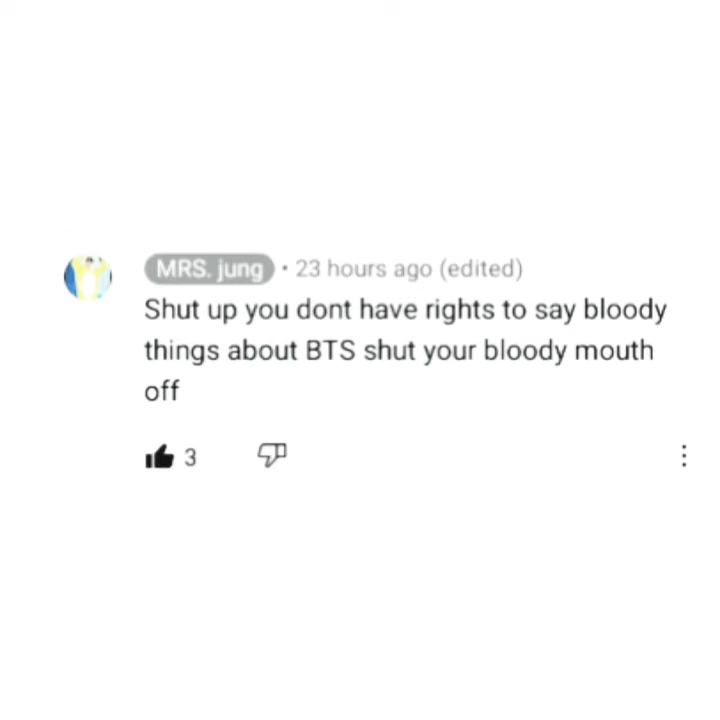 MRS. jung • 23 hours ago (edited)
Shut up you dont have rights to say bloody
things about BTS shut your bloody mouth
off
3